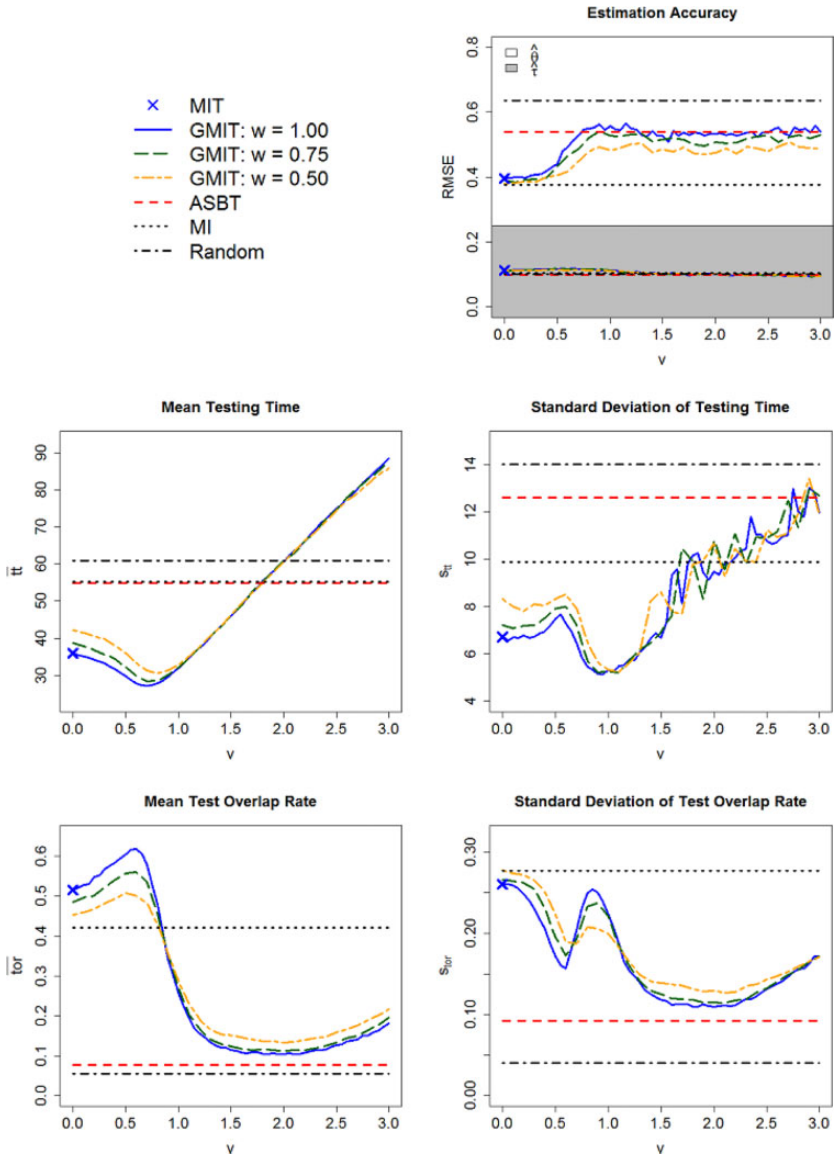 Estimation Accuracy
MIT
GMIT: w = 1.00
GMIT: w = 0.75
GMIT: w = 0.50
ASBT
MI
Random
θ̂
τ̂
RMSE
0.8
0.6
0.4
0.2
0.0
0.0 0.5 1.0 1.5 2.0 2.5 3.0
v
Mean Testing Time
t̅t̅
90
80
70
60
50
40
30
0.0 0.5 1.0 1.5 2.0 2.5 3.0
v
Standard Deviation of Testing Time
s_tt
14
12
10
8
6
4
0.0 0.5 1.0 1.5 2.0 2.5 3.0
v
Mean Test Overlap Rate
t̅o̅r̅
0.6
0.5
0.4
0.3
0.2
0.1
0.0
0.0 0.5 1.0 1.5 2.0 2.5 3.0
v
Standard Deviation of Test Overlap Rate
s_tor
0.30
0.20
0.10
0.00
0.0 0.5 1.0 1.5 2.0 2.5 3.0
v